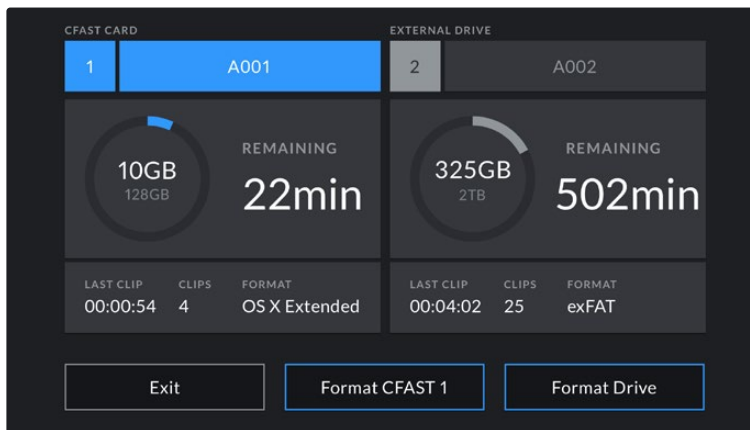 CFAST CARD
1
A001
10GB
128GB
REMAINING
22min
LAST CLIP
00:00:54
CLIPS
4
FORMAT
OS X Extended
EXTERNAL DRIVE
2
A002
325GB
2TB
REMAINING
502min
LAST CLIP
00:04:02
CLIPS
25
FORMAT
exFAT
Exit
Format CFAST 1
Format Drive